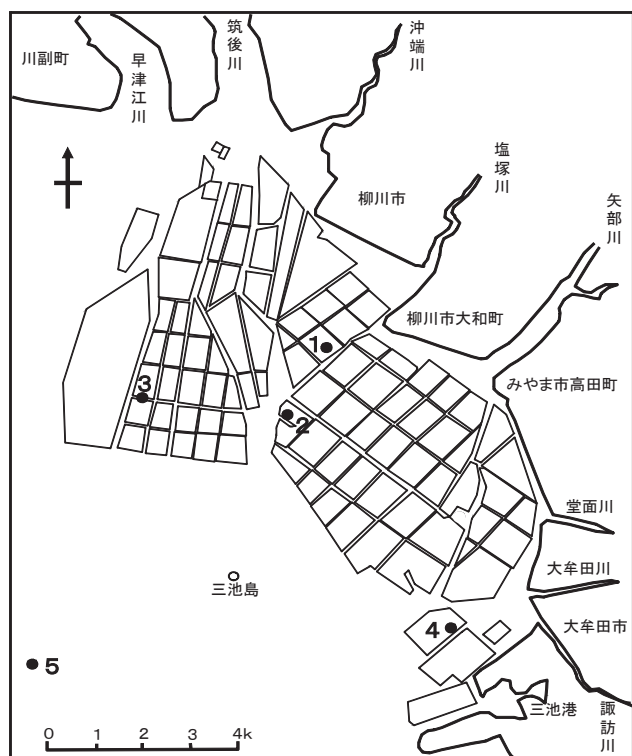 川副町
早津江川
筑後川
沖端川
塩塚川
矢部川
柳川市
柳川市大和町
みやま市高田町
1
3
2
堂面川
大牟田川
三池島
4
大牟田市
5
三池港
諏訪川
0 1 2 3 4k